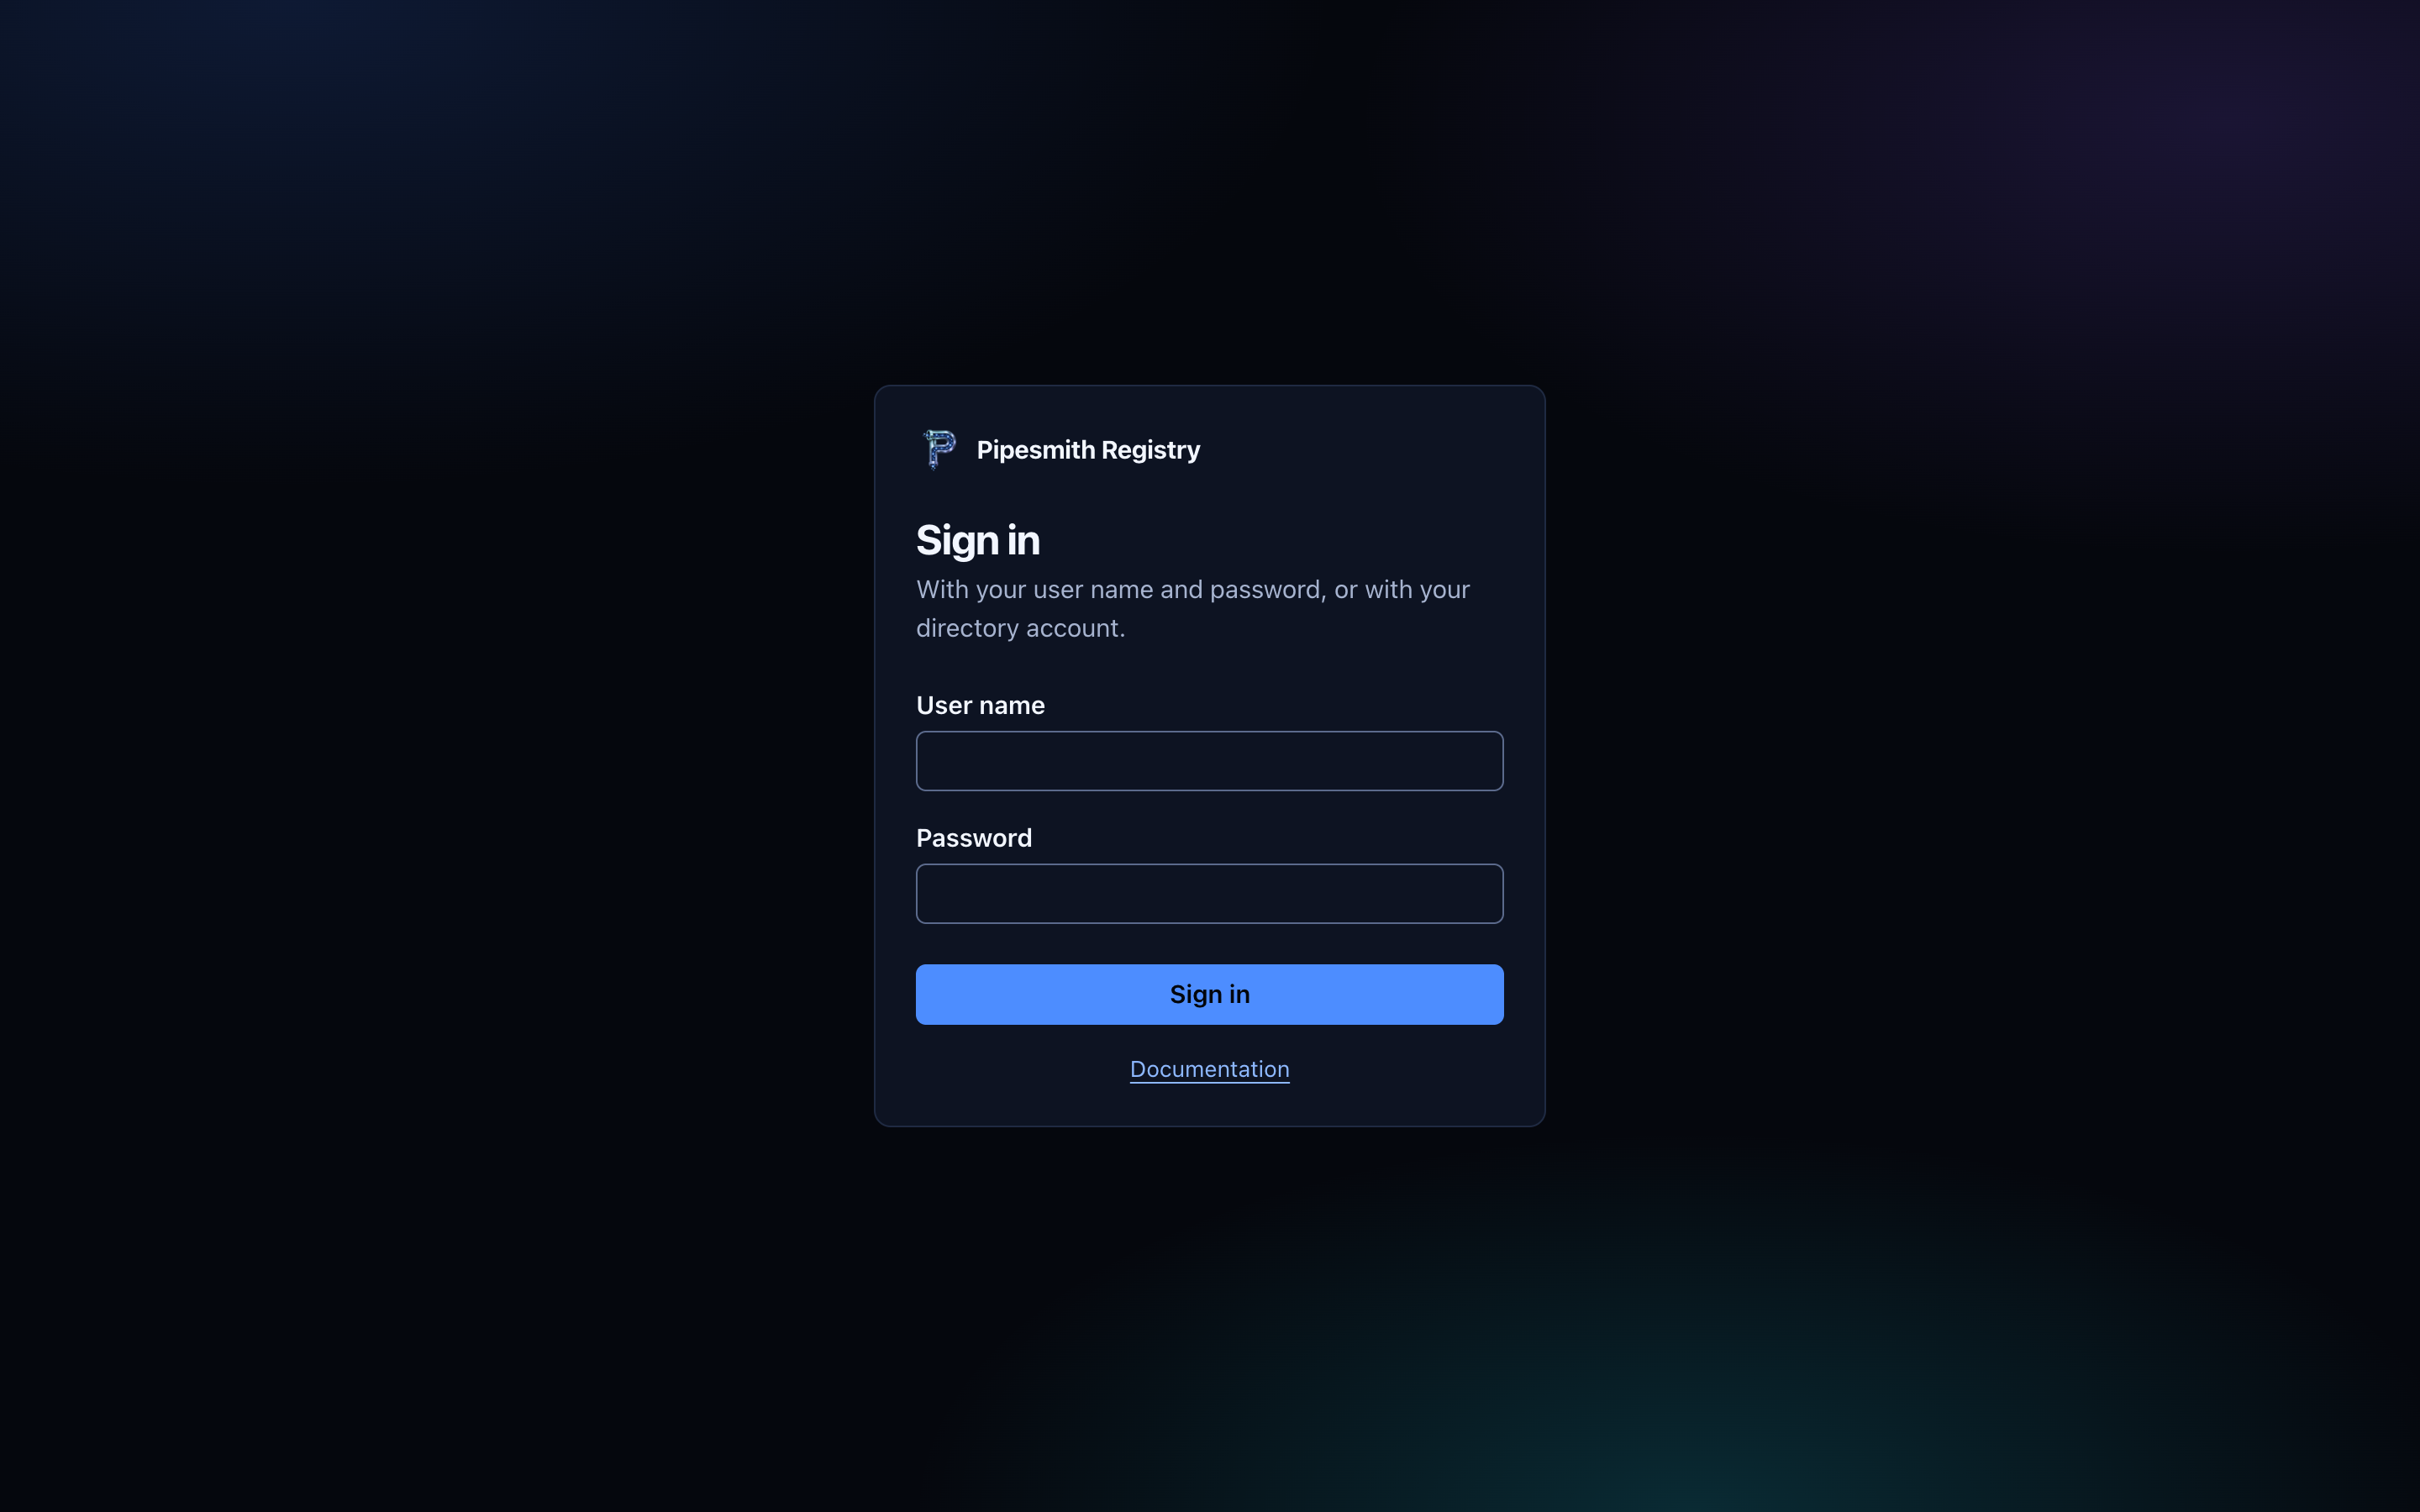 Pipesmith Registry
Sign in
With your user name and password, or with your
directory account.
User name
Password
Sign in
Documentation